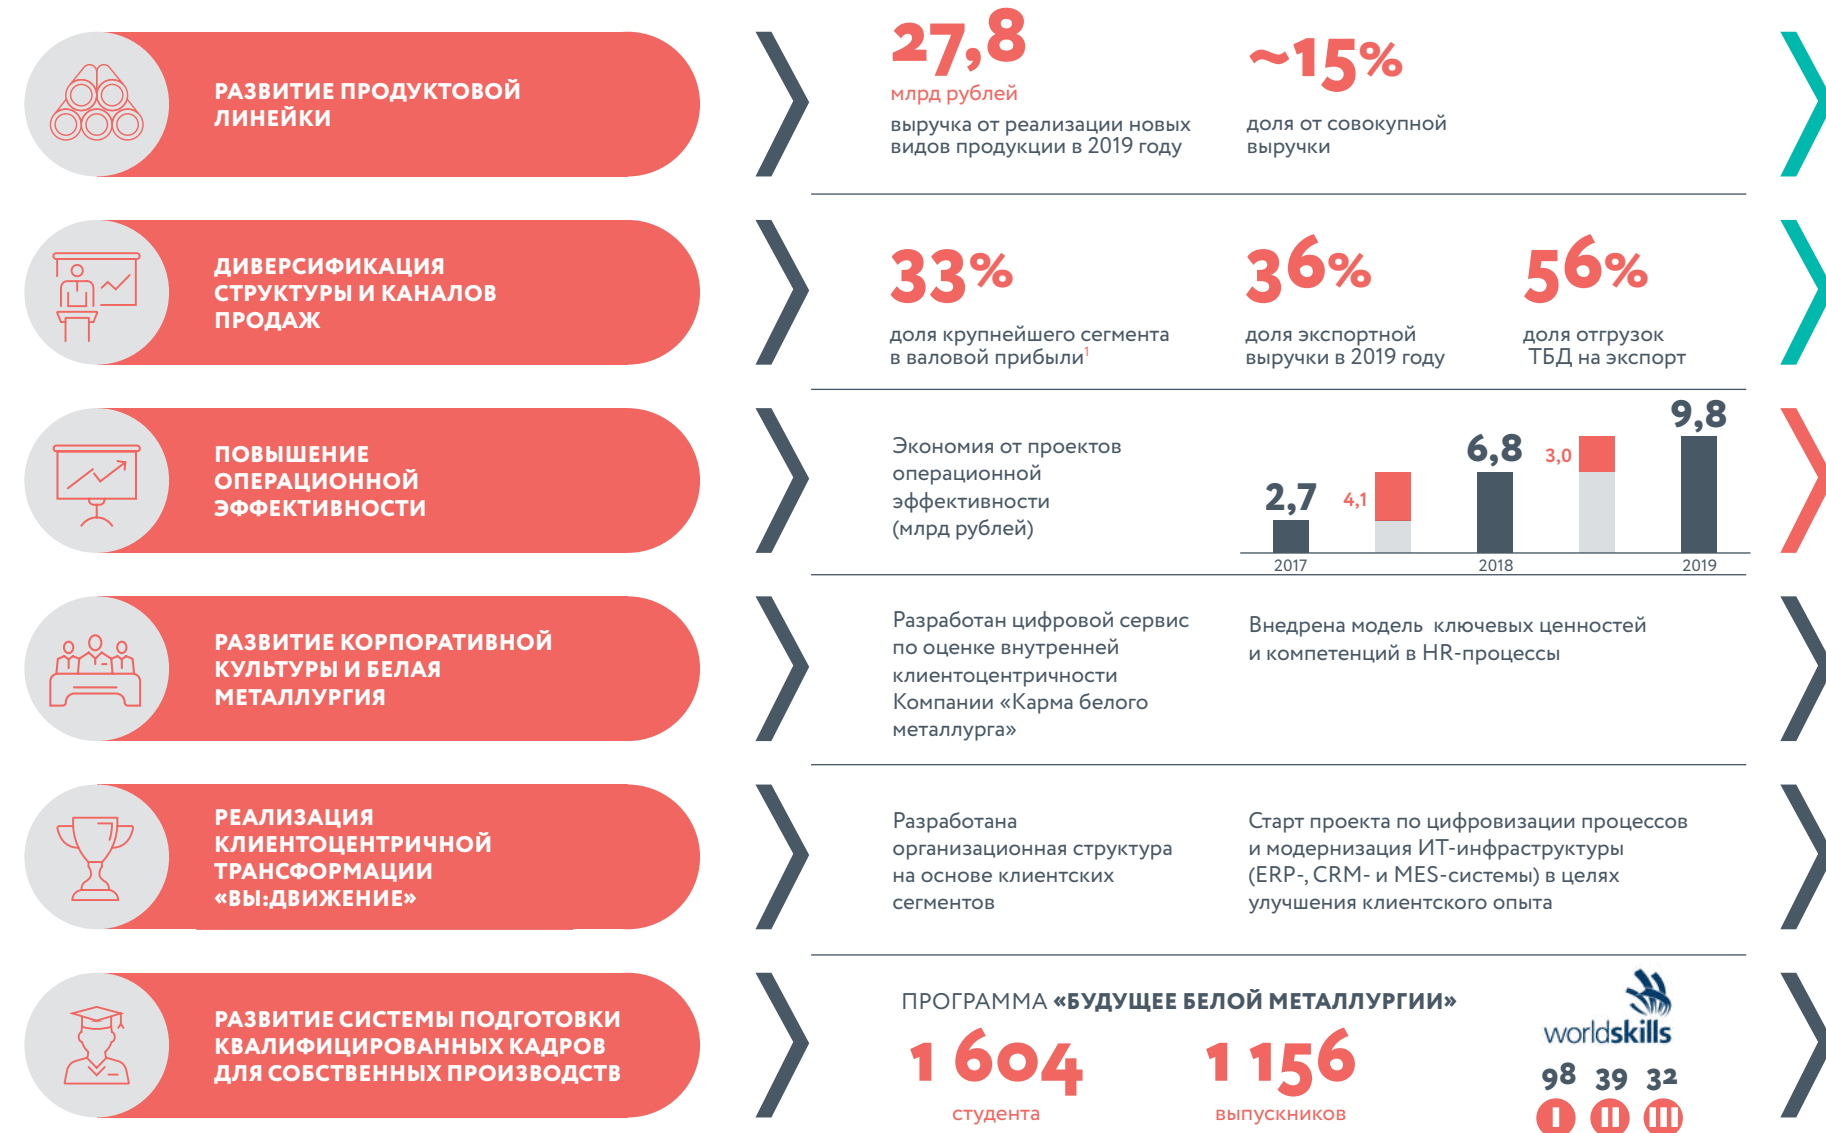 РАЗВИТИЕ ПРОДУКТОВОЙ
ЛИНЕЙКИ
27,8
млрд рублей
выручка от реализации новых
видов продукции в 2019 году
~15%
доля от совокупной
выручки
ДИВЕРСИФИКАЦИЯ
СТРУКТУРЫ И КАНАЛОВ
ПРОДАЖ
33%
доля крупнейшего сегмента
в валовой прибыли1
36%
доля экспортной
выручки в 2019 году
56%
доля отгрузок
ТБД на экспорт
ПОВЫШЕНИЕ
ОПЕРАЦИОННОЙ
ЭФФЕКТИВНОСТИ
Экономия от проектов
операционной
эффективности
(млрд рублей)
2,7
4,1
6,8
3,0
9,8
2017
2018
2019
РАЗВИТИЕ КОРПОРАТИВНОЙ
КУЛЬТУРЫ И БЕЛАЯ
МЕТАЛЛУРГИЯ
Разработан цифровой сервис
по оценке внутренней
клиентоцентричности
Компании «Карма белого
металлурга»
Внедрена модель ключевых ценностей
и компетенций в HR-процессы
РЕАЛИЗАЦИЯ
КЛИЕНТОЦЕНТРИЧНОЙ
ТРАНСФОРМАЦИИ
«ВЫ:ДВИЖЕНИЕ»
Разработана
организационная структура
на основе клиентских
сегментов
Старт проекта по цифровизации процессов
и модернизация ИТ-инфраструктуры
(ERP-, CRM- и MES-системы) в целях
улучшения клиентского опыта
РАЗВИТИЕ СИСТЕМЫ ПОДГОТОВКИ
КВАЛИФИЦИРОВАННЫХ КАДРОВ
ДЛЯ СОБСТВЕННЫХ ПРОИЗВОДСТВ
ПРОГРАММА «БУДУЩЕЕ БЕЛОЙ МЕТАЛЛУРГИИ»
1 604
студента
1 156
выпускников
worldskills
98 39 32
I II III